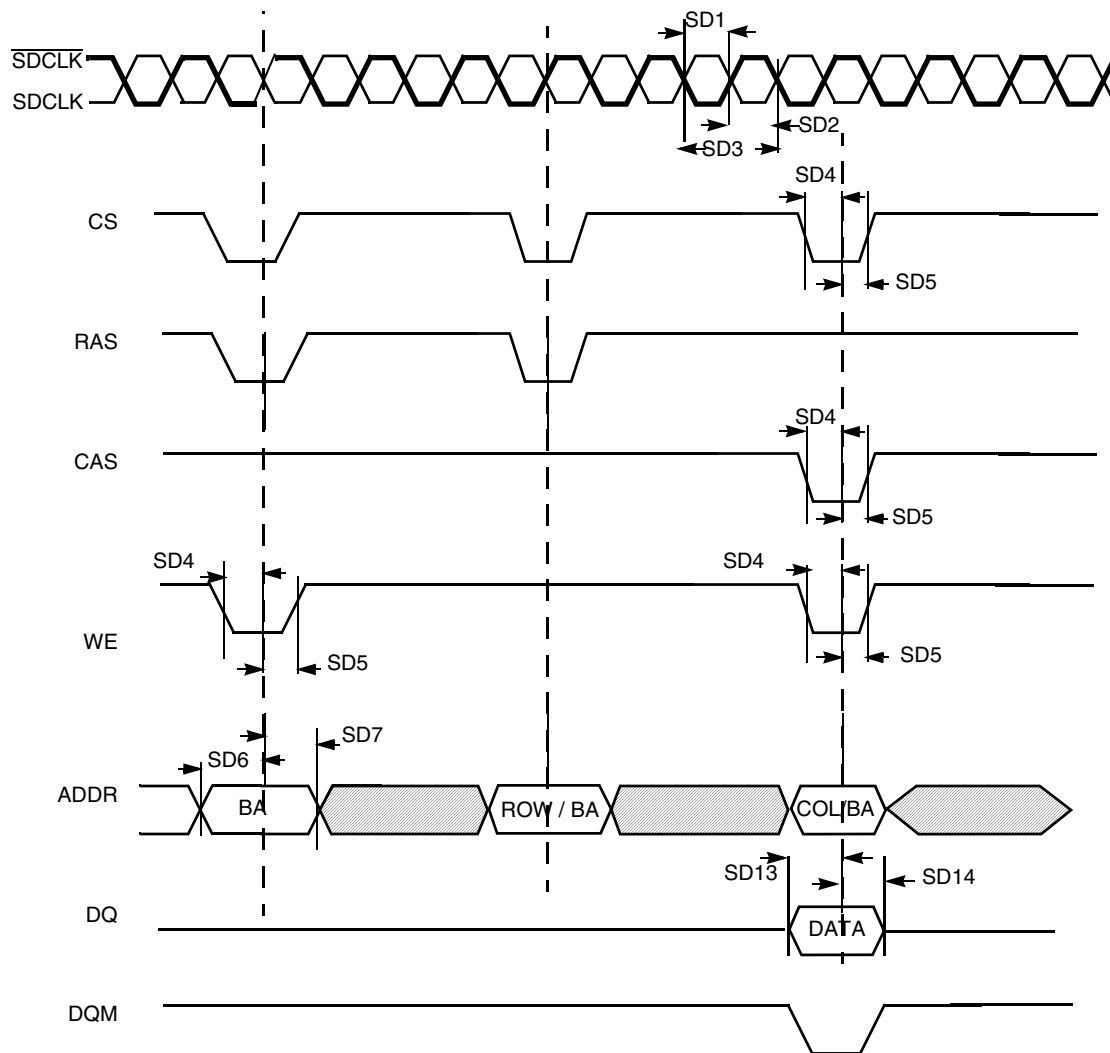 SD1
SDCLK
SDCLK
SD2
SD3
SD4
CS
SD5
RAS
SD4
CAS
SD5
SD4
SD4
WE
SD5
SD5
SD7
SD6
ADDR
BA
ROW / BA
COL/BA
SD13
SD14
DQ
DATA
DQM